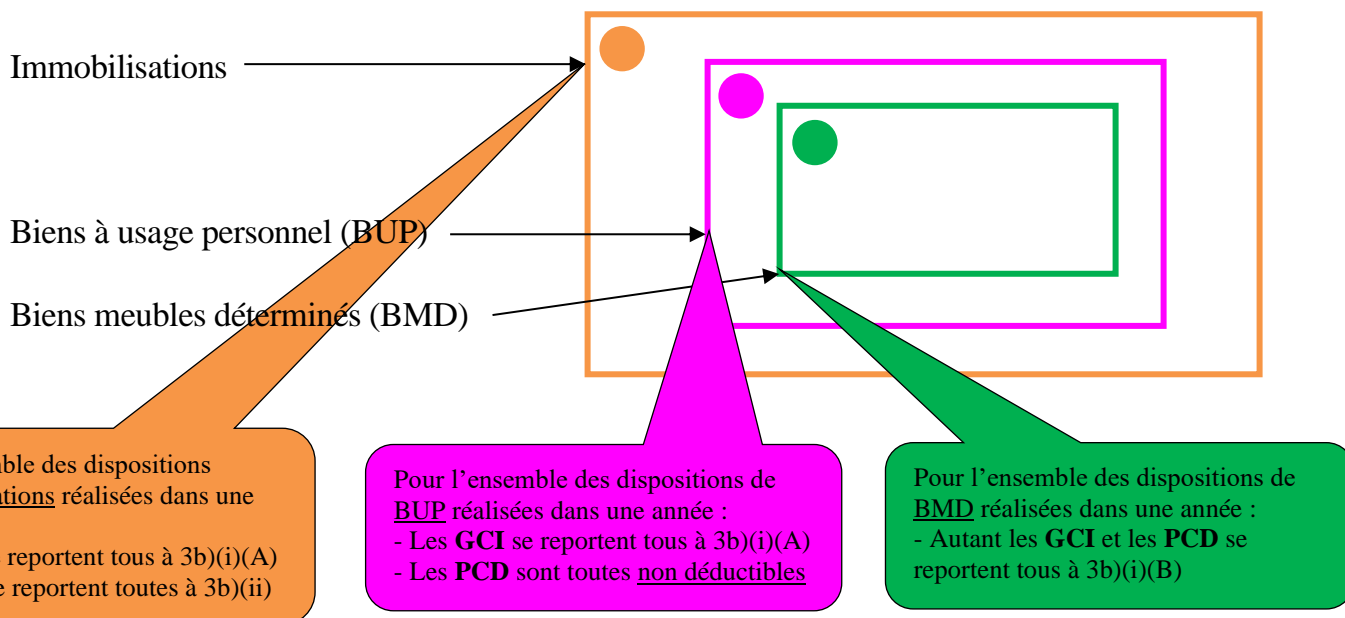 Immobilisations
Biens à usage personnel (BUP)
Biens meubles déterminés (BMD)
des dispositions
réalisées dans une
reportent tous à 3b)(i)(A)
reportent toutes à 3b)(ii)
Pour l’ensemble des dispositions de
BUP réalisées dans une année :
- Les GCI se reportent tous à 3b)(i)(A)
- Les PCD sont toutes non déductibles
Pour l’ensemble des dispositions de
BMD réalisées dans une année :
- Autant les GCI et les PCD se
reportent tous à 3b)(i)(B)